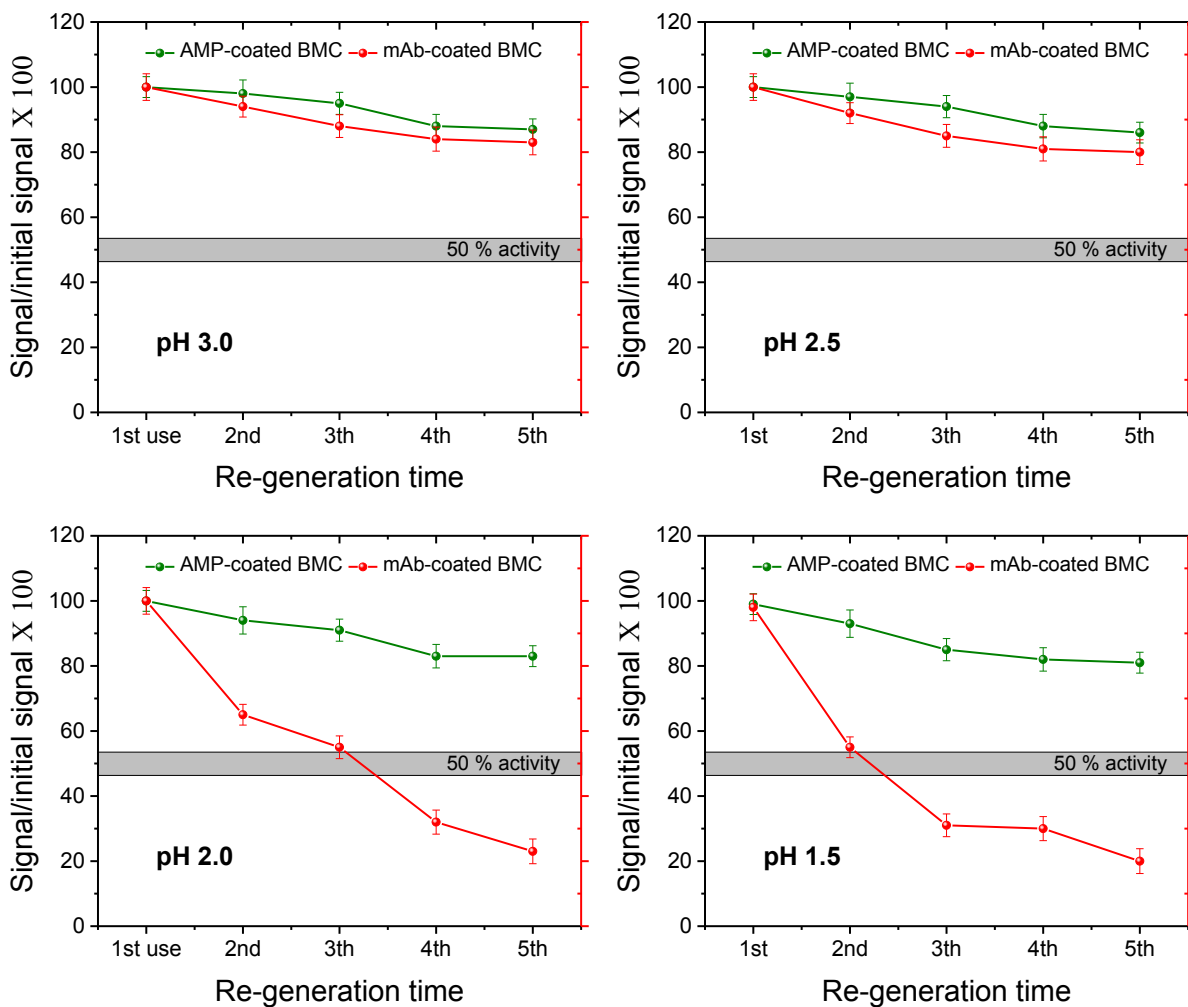 Signal/initial signal X 100
120
100
80
60
40
20
0
AMP-coated BMC mAb-coated BMC
50 % activity
pH 3.0
1st use 2nd 3th 4th 5th
Re-generation time
Signal/initial signal X 100
120
100
80
60
40
20
0
AMP-coated BMC mAb-coated BMC
50 % activity
pH 2.5
1st 2nd 3th 4th 5th
Re-generation time
Signal/initial signal X 100
120
100
80
60
40
20
0
AMP-coated BMC mAb-coated BMC
50 % activity
pH 2.0
1st use 2nd 3th 4th 5th
Re-generation time
Signal/initial signal X 100
120
100
80
60
40
20
0
AMP-coated BMC mAb-coated BMC
50 % activity
pH 1.5
1st 2nd 3th 4th 5th
Re-generation time